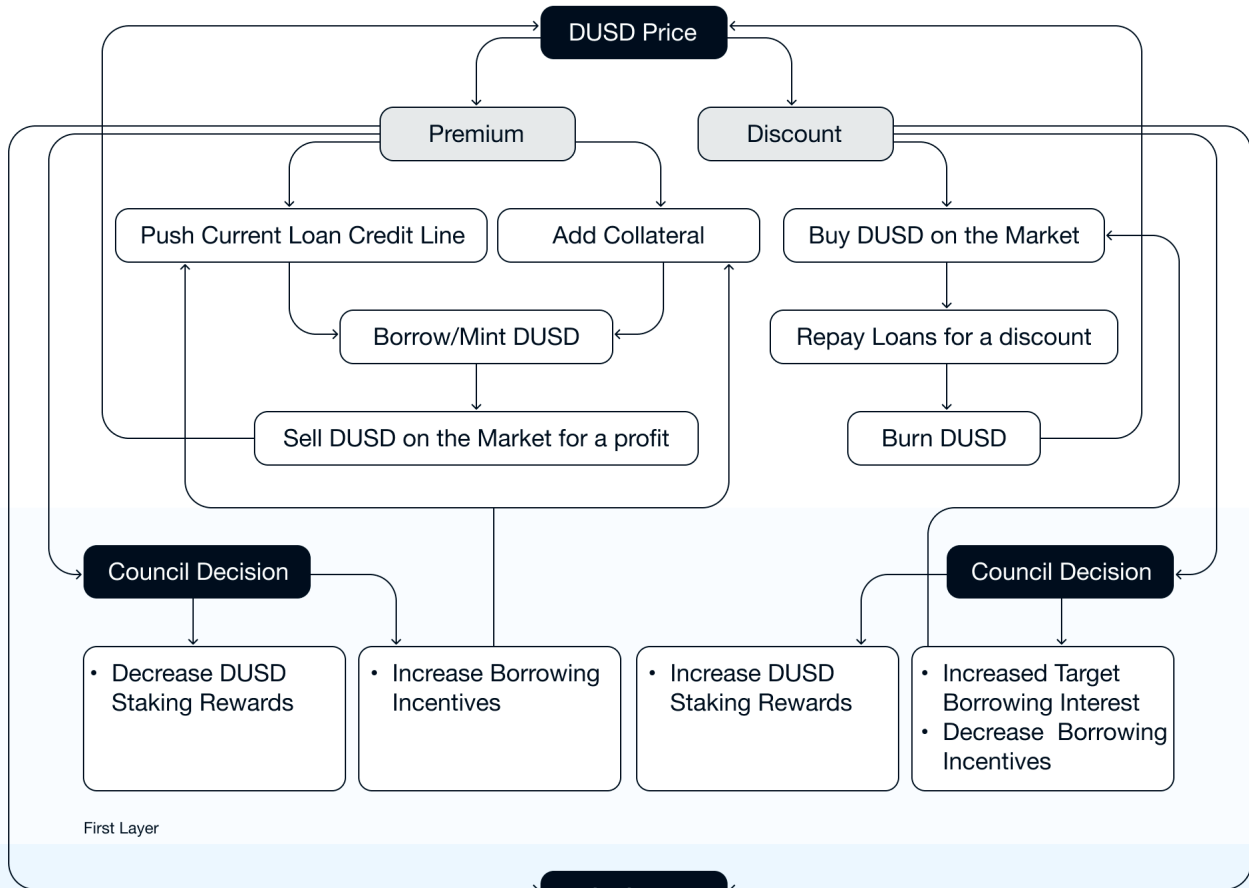 DUSD Price
Premium
Discount
Push Current Loan Credit Line
Add Collateral
Buy DUSD on the Market
Borrow/Mint DUSD
Repay Loans for a discount
Sell DUSD on the Market for a profit
Burn DUSD
Council Decision
Council Decision
• Decrease DUSD
Staking Rewards
• Increase Borrowing
Incentives
• Increase DUSD
Staking Rewards
• Increased Target
Borrowing Interest
• Decrease Borrowing
Incentives
First Layer